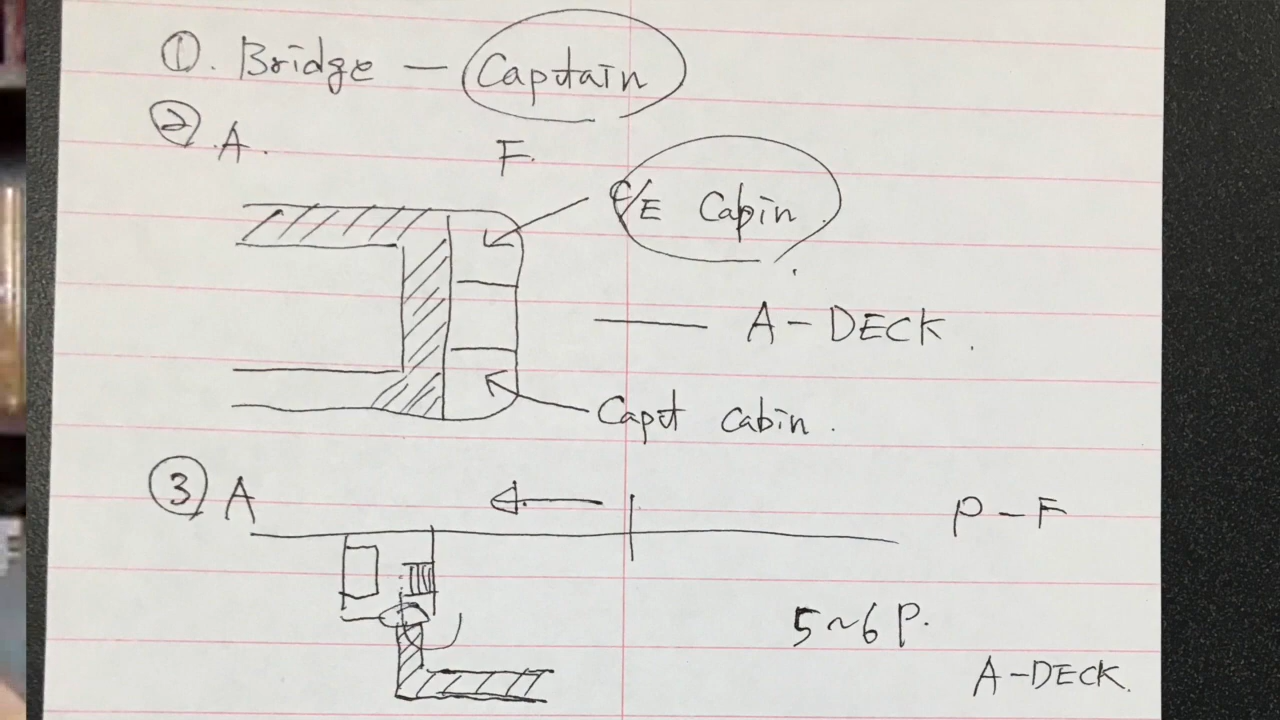 ①. Bridge — Captain
② A. F.
C/E Cabin.
— A-DECK.
Capt cabin.
③ A P-F
5~6 P.
A-DECK.